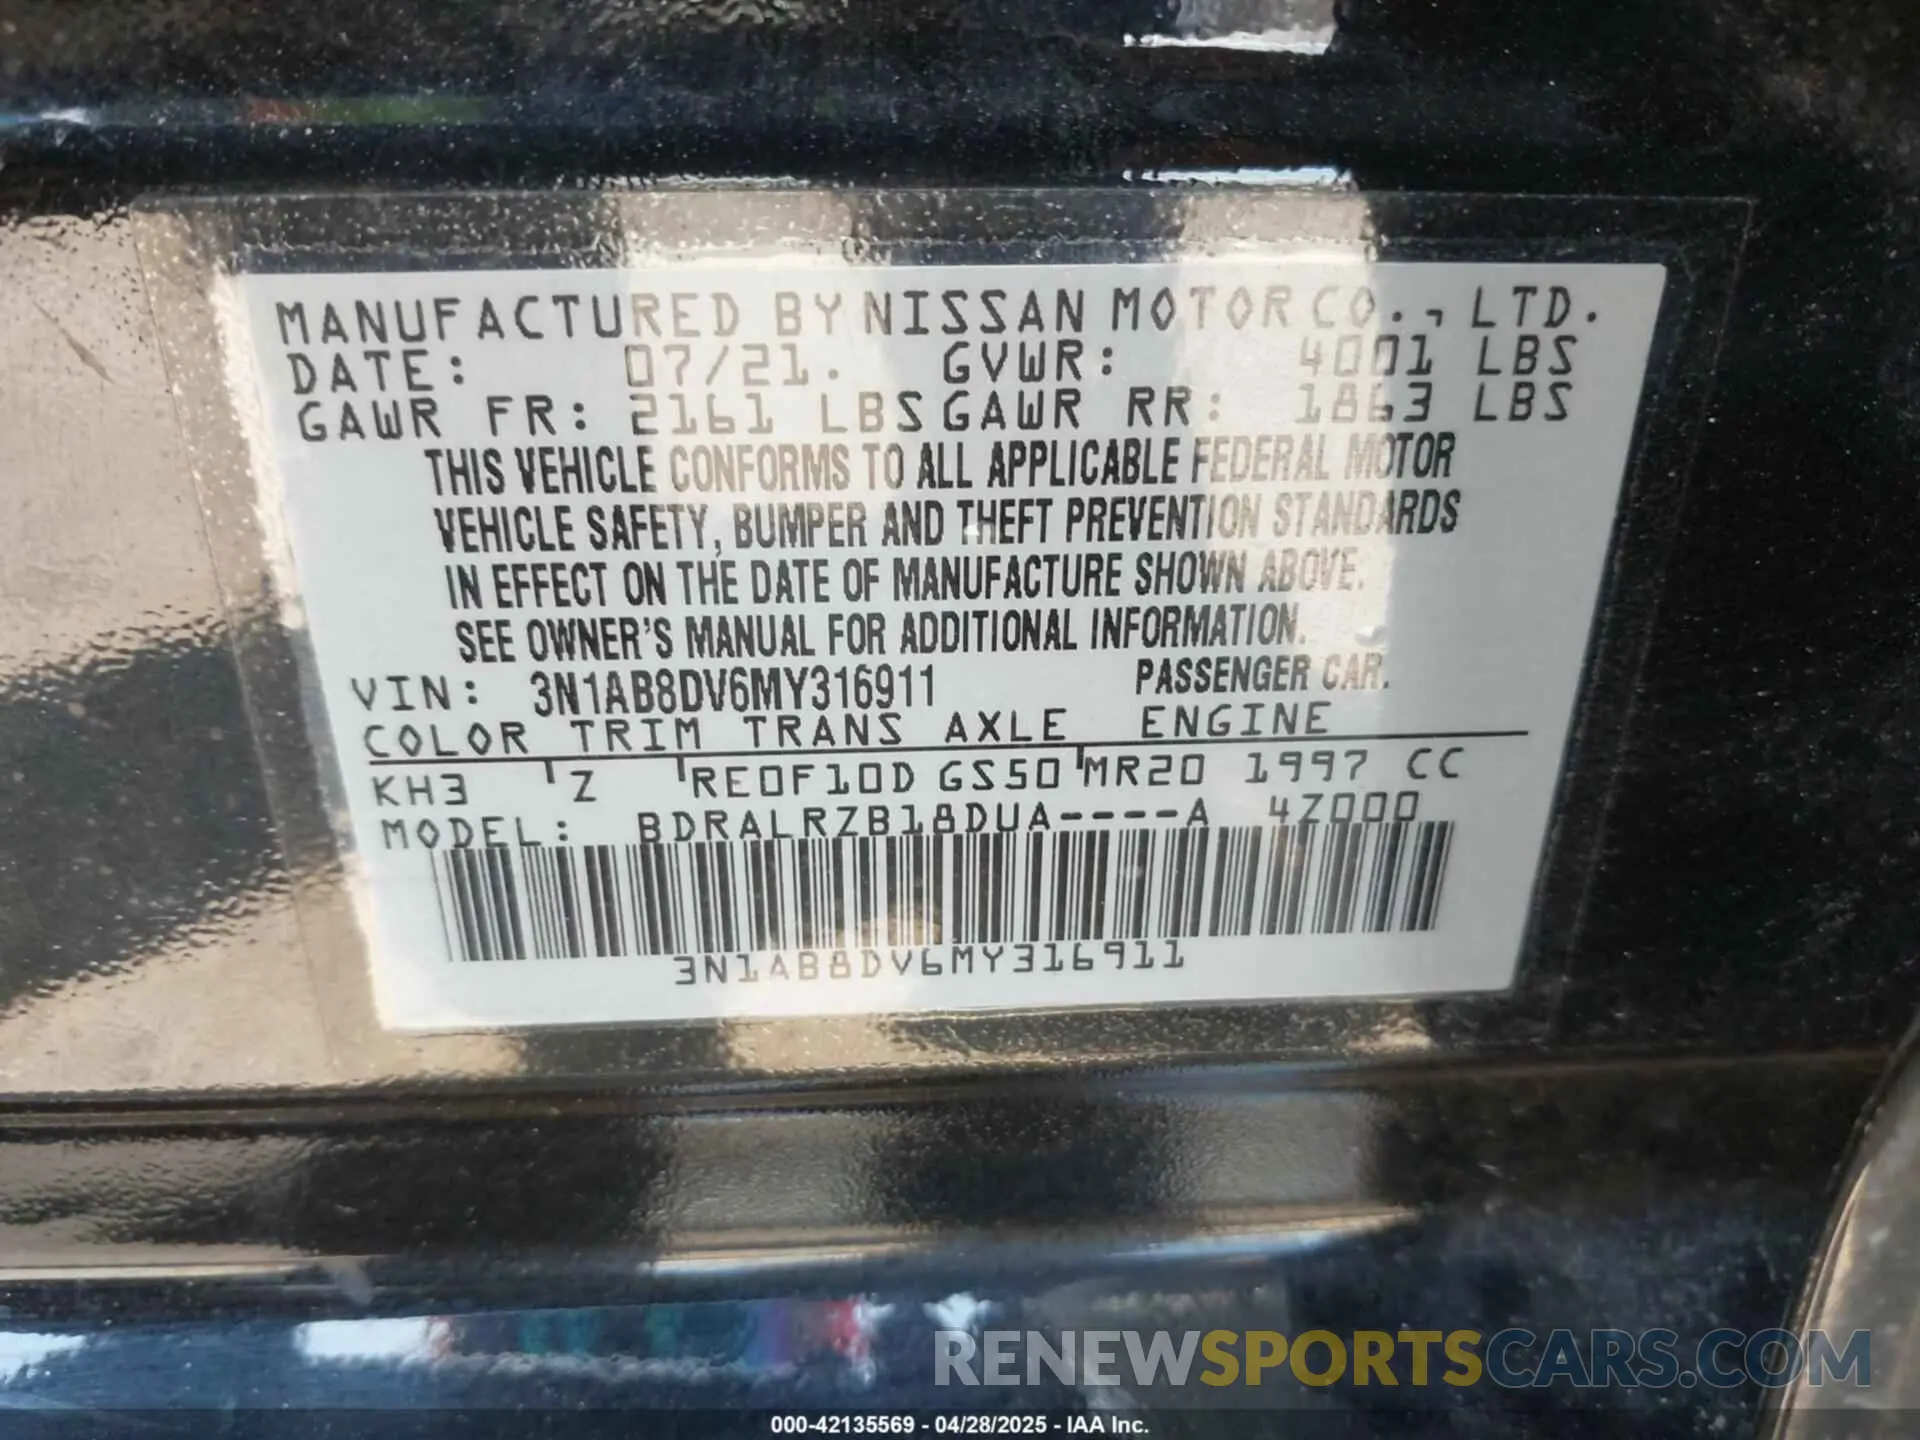 MANUFACTURED BY NISSAN MOTOR CO., LTD.
DATE: 07/21. GVWR: 4001 LBS
GAWR FR: 2161 LBS GAWR RR: 1863 LBS
THIS VEHICLE CONFORMS TO ALL APPLICABLE FEDERAL MOTOR
VEHICLE SAFETY, BUMPER AND THEFT PREVENTION STANDARDS
IN EFFECT ON THE DATE OF MANUFACTURE SHOWN ABOVE.
SEE OWNER'S MANUAL FOR ADDITIONAL INFORMATION.
VIN: 3N1AB8DV6MY316911 PASSENGER CAR.
COLOR TRIM TRANS AXLE ENGINE
KH3 Z RE0F10D GS50 MR20 1997 CC
MODEL: BDRALRZB18DUA----A 4Z000
3N1AB8DV6MY316911
RENEWSPORTSCARS.COM
000-42135569 - 04/28/2025 - IAA Inc.